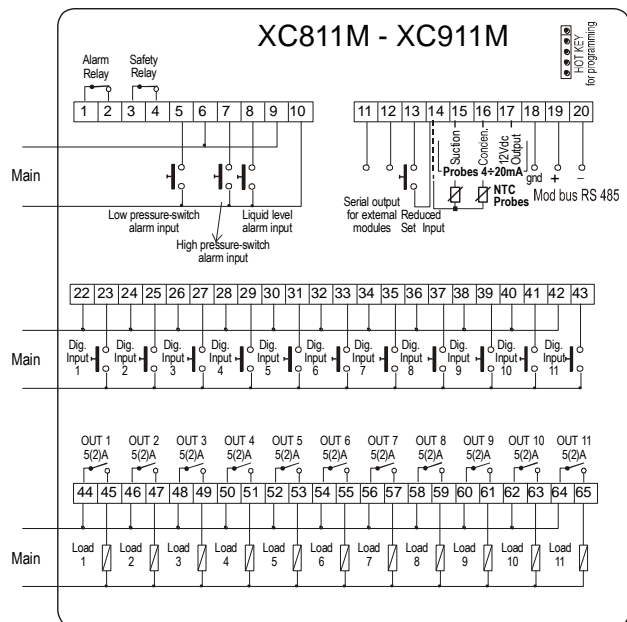 XC811M - XC911M
HOT KEY
for programming
Alarm
Relay
Safety
Relay
1 2 3 4 5 6 7 8 9 10
11 12 13 14 15 16 17 18 19 20
Main
Low pressure-switch
alarm input
High pressure-switch
alarm input
Liquid level
alarm input
Suction
Conden.
12Vdc
Output
Probes 4÷20mA
NTC
Probes
gnd + –
Mod bus RS 485
Serial output
for external
modules
Reduced
Set Input
22 23 24 25 26 27 28 29 30 31 32 33 34 35 36 37 38 39 40 41 42 43
Main
Dig.
Input
1
Dig.
Input
2
Dig.
Input
3
Dig.
Input
4
Dig.
Input
5
Dig.
Input
6
Dig.
Input
7
Dig.
Input
8
Dig.
Input
9
Dig.
Input
10
Dig.
Input
11
OUT 1
5(2)A
OUT 2
5(2)A
OUT 3
5(2)A
OUT 4
5(2)A
OUT 5
5(2)A
OUT 6
5(2)A
OUT 7
5(2)A
OUT 8
5(2)A
OUT 9
5(2)A
OUT 10
5(2)A
OUT 11
5(2)A
44 45 46 47 48 49 50 51 52 53 54 55 56 57 58 59 60 61 62 63 64 65
Main
Load
1
Load
2
Load
3
Load
4
Load
5
Load
6
Load
7
Load
8
Load
9
Load
10
Load
11